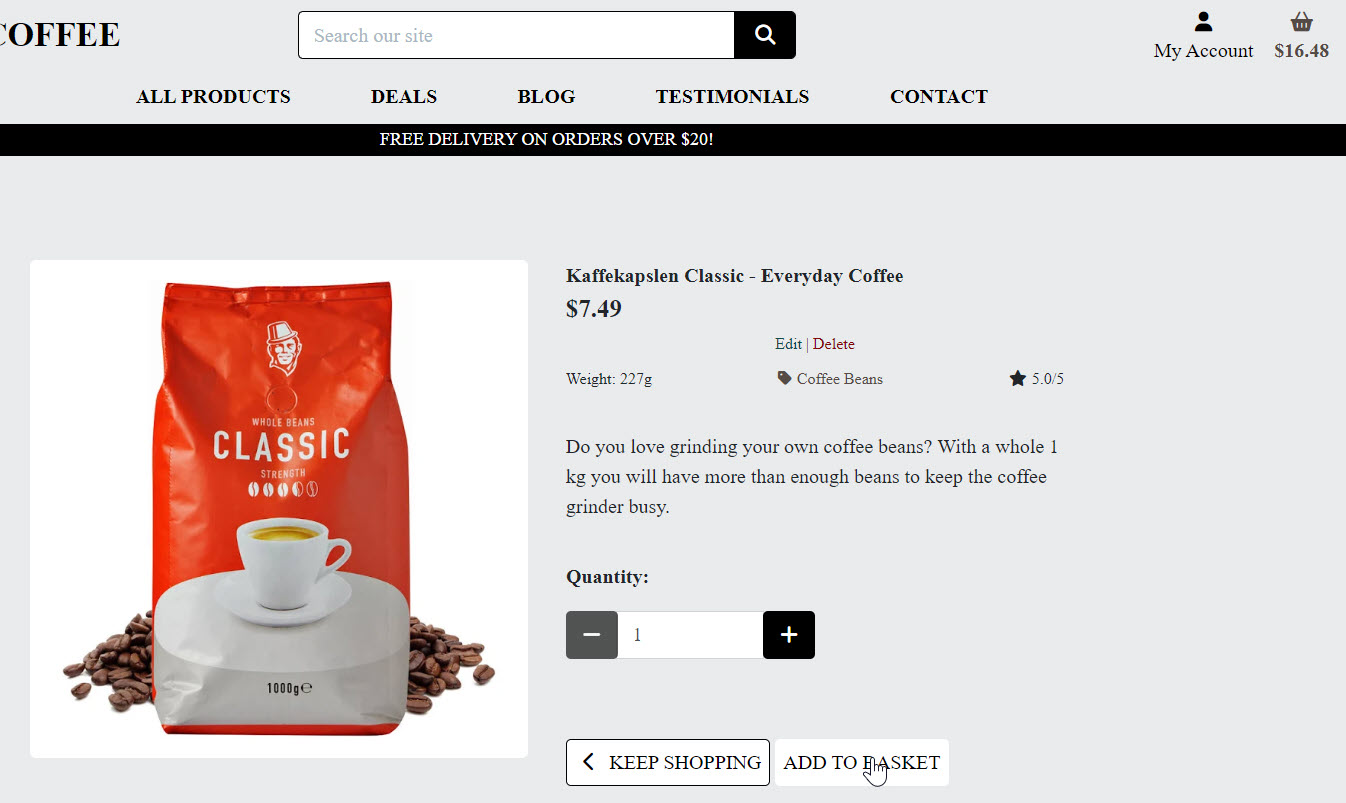 COFFEE
Search our site
My Account
$16.48
ALL PRODUCTS DEALS BLOG TESTIMONIALS CONTACT
FREE DELIVERY ON ORDERS OVER $20!
WHOLE BEANS
CLASSIC
STRENGTH
1000g℮
Kaffekapslen Classic - Everyday Coffee
$7.49
Edit | Delete
Weight: 227g Coffee Beans 5.0/5
Do you love grinding your own coffee beans? With a whole 1
kg you will have more than enough beans to keep the coffee
grinder busy.
Quantity:
1
KEEP SHOPPING ADD TO BASKET